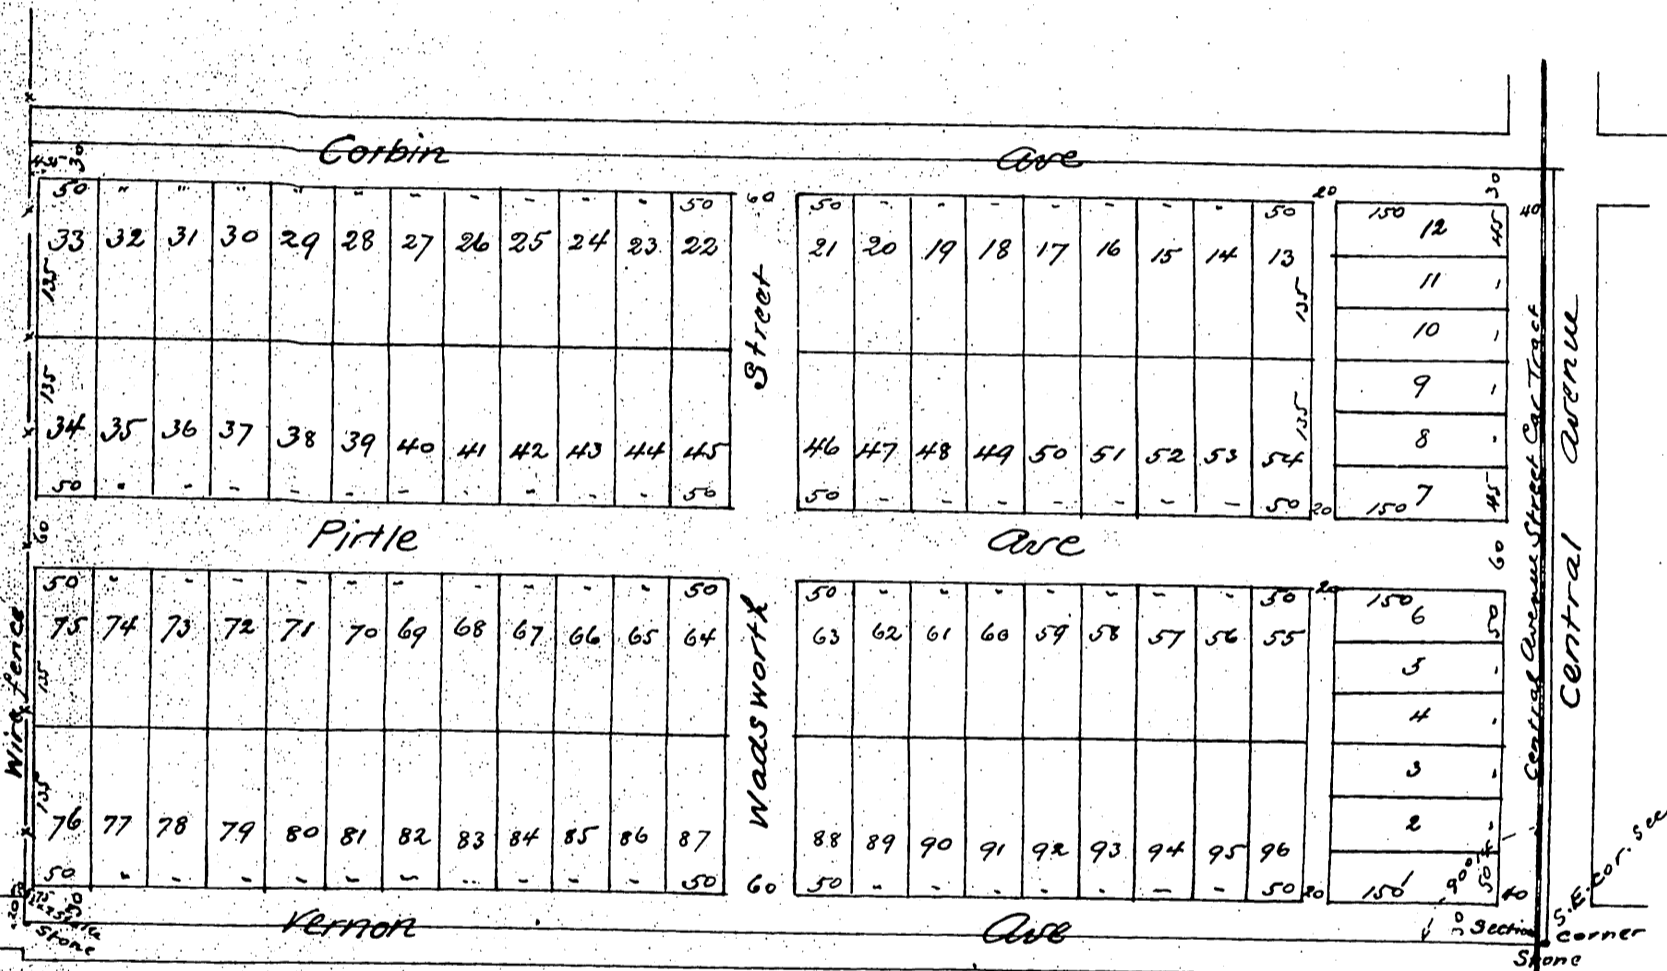 Corbin Ave
30
50 " " " " - - - - - - 50 60 50 - - - - - - - 50 20 150 45 30 40
33 32 31 30 29 28 27 26 25 24 23 22 21 20 19 18 17 16 15 14 13 12
135 135
11
10
135 135
9
34 35 36 37 38 39 40 41 42 43 44 45 46 47 48 49 50 51 52 53 54 8
50 - - - - - - - - - - 50 50 - - - - - - - 50 20 150 7 45
60 Pirtle Ave 60
50 - - - - - - - - - - 50 50 - - - - - - - 50 20 150 50
75 74 73 72 71 70 69 68 67 66 65 64 63 62 61 60 59 58 57 56 55 6
135
5
4
135
3
2
76 77 78 79 80 81 82 83 84 85 86 87 88 89 90 91 92 93 94 95 96 1
50 - - - - - - - - - - 50 60 50 - - - - - - - 50 20 150 90° 50 40
30
Vernon Ave
Stone
Wire fence
Wadsworth Street
Central Avenue Street Car Track
Central Avenue
S.E. cor. sec
Section corner
Stone